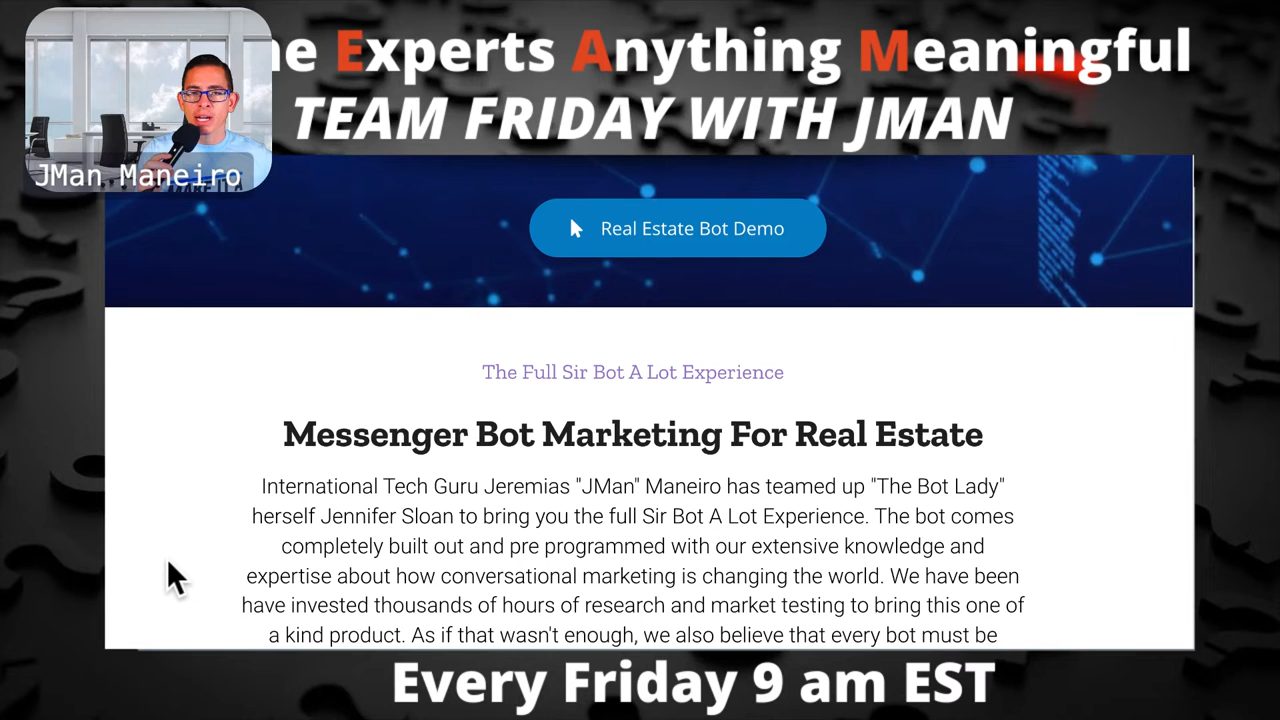 e Experts Anything Meaningful
TEAM FRIDAY WITH JMAN
JMan Maneiro
Real Estate Bot Demo
The Full Sir Bot A Lot Experience
Messenger Bot Marketing For Real Estate
International Tech Guru Jeremias "JMan" Maneiro has teamed up "The Bot Lady"
herself Jennifer Sloan to bring you the full Sir Bot A Lot Experience. The bot comes
completely built out and pre programmed with our extensive knowledge and
expertise about how conversational marketing is changing the world. We have been
have invested thousands of hours of research and market testing to bring this one of
a kind product. As if that wasn't enough, we also believe that every bot must be
Every Friday 9 am EST